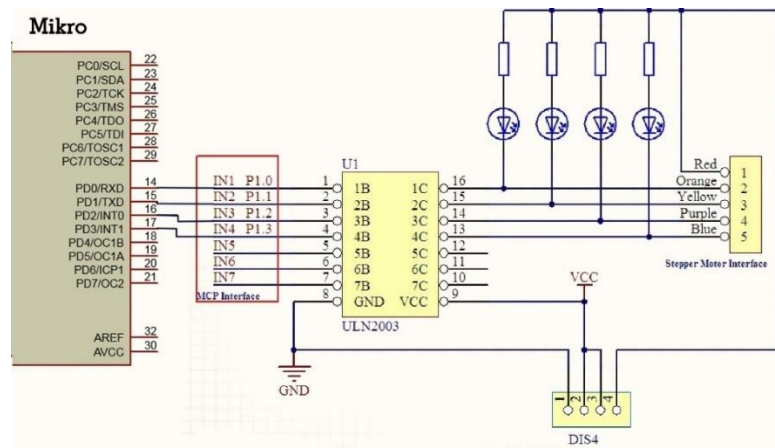 Mikro
PC0/SCL 22
PC1/SDA 23
PC2/TCK 24
PC3/TMS 25
PC4/TDO 26
PC5/TDI 27
PC6/TOSC1 28
PC7/TOSC2 29
PD0/RXD 14
PD1/TXD 15
PD2/INT0 16
PD3/INT1 17
PD4/OC1B 18
PD5/OC1A 19
PD6/ICP1 20
PD7/OC2 21
AREF 32
AVCC 30
IN1 P1.0
IN2 P1.1
IN3 P1.2
IN4 P1.3
IN5
IN6
IN7
MCP Interface
U1
1 1B 1C 16
2 2B 2C 15
3 3B 3C 14
4 4B 4C 13
5 5B 5C 12
6 6B 6C 11
7 7B 7C 10
8 GND VCC 9
ULN2003
GND
VCC
Red 1
Orange 2
Yellow 3
Purple 4
Blue 5
Stepper Motor Interface
1 2 3 4
DIS4